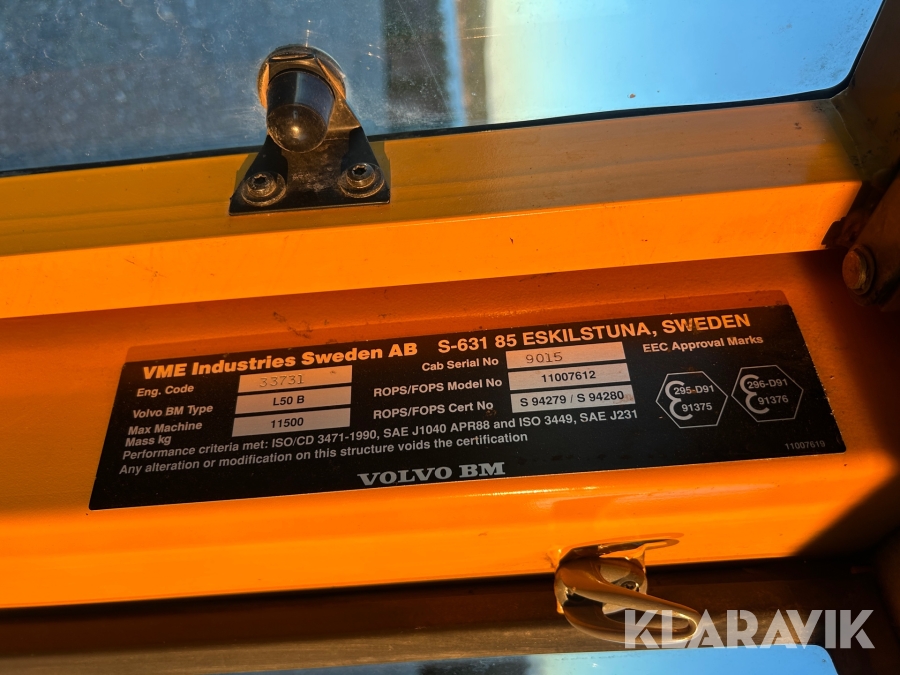 KLARAVIK
VME Industries Sweden AB S-631 85 ESKILSTUNA, SWEDEN
Eng. Code 33731 Cab Serial No 9015 EEC Approval Marks
Volvo BM Type L50 B ROPS/FOPS Model No 11007612
Max Machine Mass kg 11500 ROPS/FOPS Cert No S 94279 / S 94280
295-D91
91375
296-D91
91376
Performance criteria met: ISO/CD 3471-1990, SAE J1040 APR88 and ISO 3449, SAE J231
Any alteration or modification on this structure voids the certification
11007619
VOLVO BM
KLARAVIK